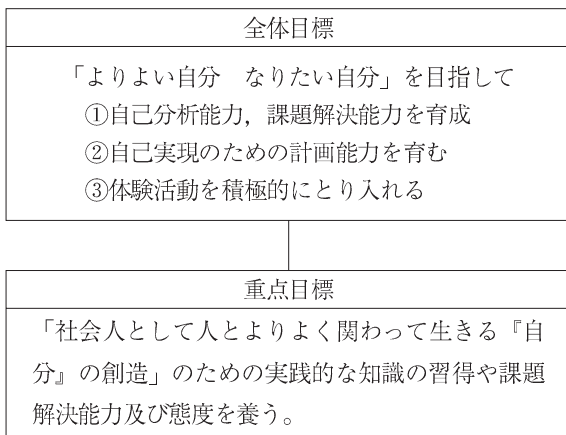 全体目標
「よりよい自分　なりたい自分」を目指して
①自己分析能力，課題解決能力を育成
②自己実現のための計画能力を育む
③体験活動を積極的にとり入れる
重点目標
「社会人として人とよりよく関わって生きる『自
分』の創造」のための実践的な知識の習得や課題
解決能力及び態度を養う。